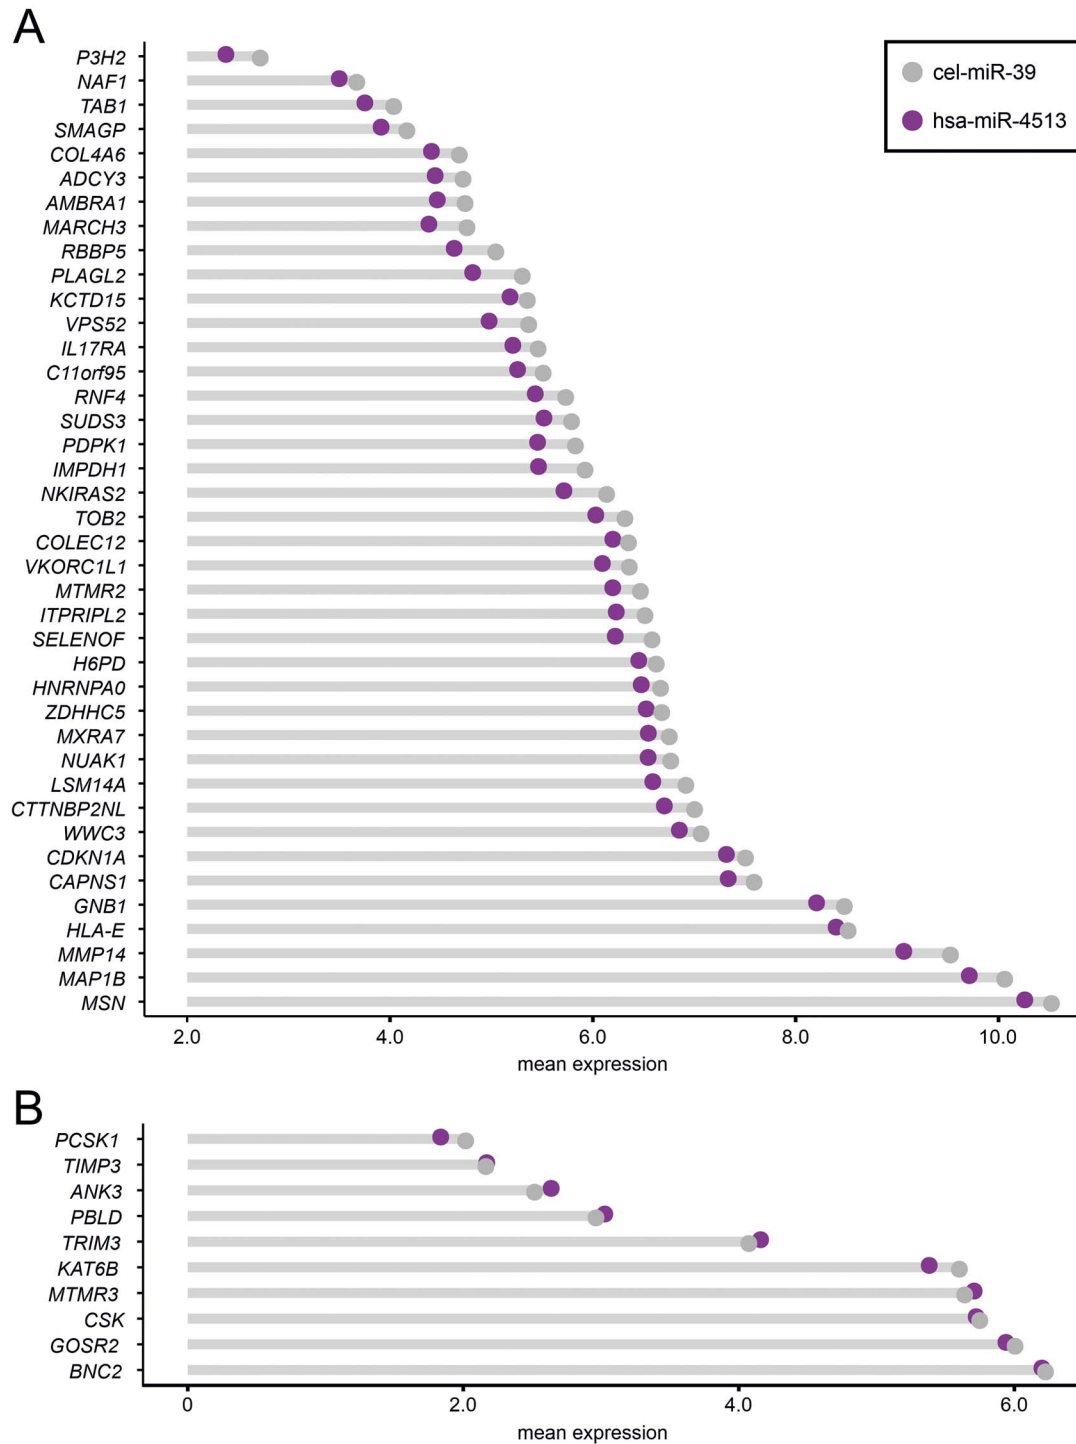 A
P3H2
NAF1
TAB1
SMAGP
COL4A6
ADCY3
AMBRA1
MARCH3
RBBP5
PLAGL2
KCTD15
VPS52
IL17RA
C11orf95
RNF4
SUDS3
PDPK1
IMPDH1
NKIRAS2
TOB2
COLEC12
VKORC1L1
MTMR2
ITPRIPL2
SELENOF
H6PD
HNRNPA0
ZDHHC5
MXRA7
NUAK1
LSM14A
CTTNBP2NL
WWC3
CDKN1A
CAPNS1
GNB1
HLA-E
MMP14
MAP1B
MSN
2.0 4.0 6.0 8.0 10.0
mean expression
cel-miR-39
hsa-miR-4513
B
PCSK1
TIMP3
ANK3
PBLD
TRIM3
KAT6B
MTMR3
CSK
GOSR2
BNC2
0 2.0 4.0 6.0
mean expression